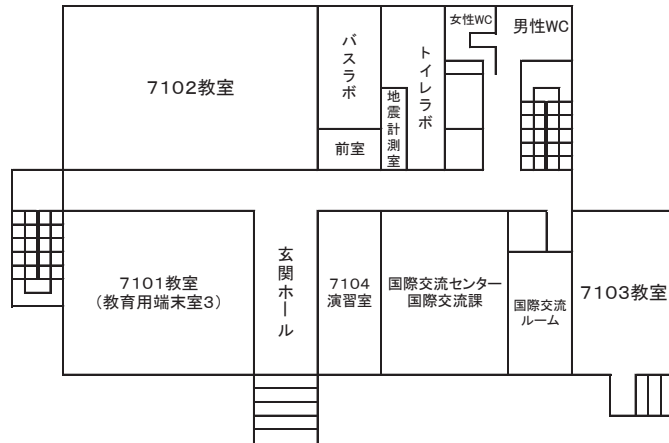 女性WC
男性WC
7102教室
バスラボ
トイレラボ
地震計測室
前室
7101教室
（教育用端末室3）
玄関ホール
7104
演習室
国際交流センター
国際交流課
国際交流
ルーム
7103教室